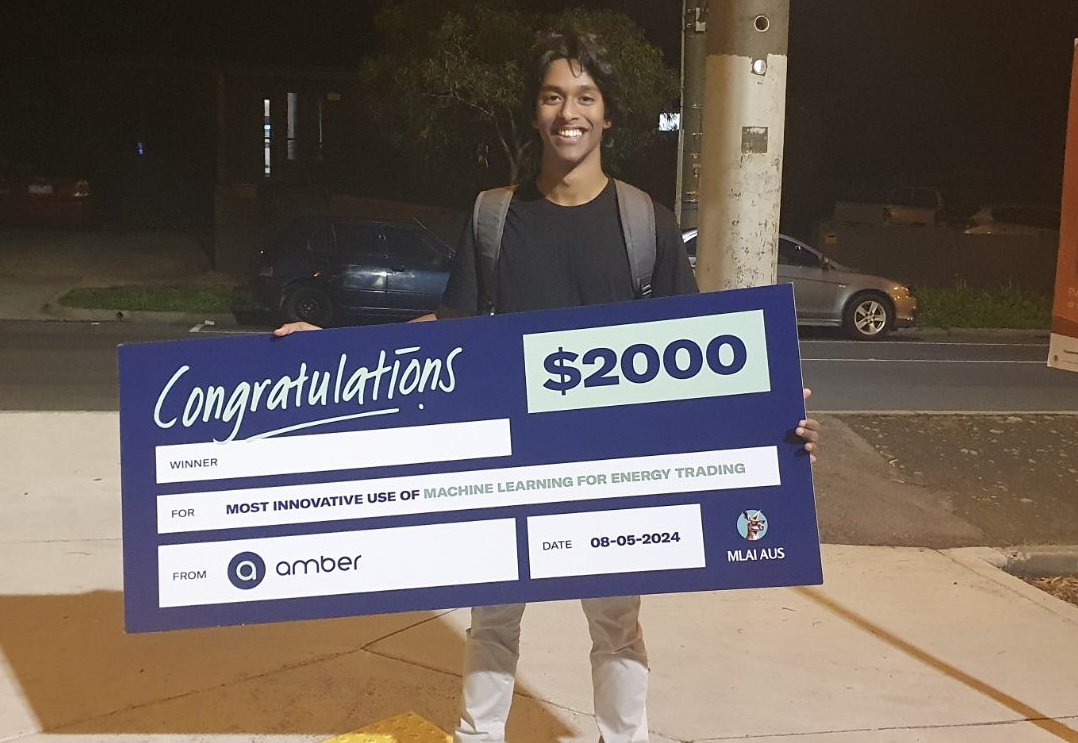 Congratulations
$2000
WINNER
FOR MOST INNOVATIVE USE OF MACHINE LEARNING FOR ENERGY TRADING
FROM a amber
DATE 08-05-2024
MLAI AUS